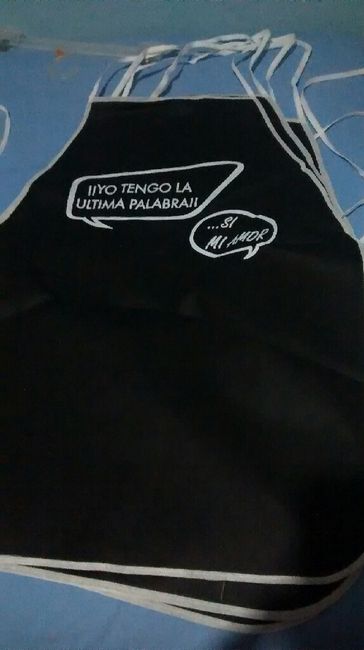 ¡¡YO TENGO LA
ULTIMA PALABRA!!
...SI
MI AMOR